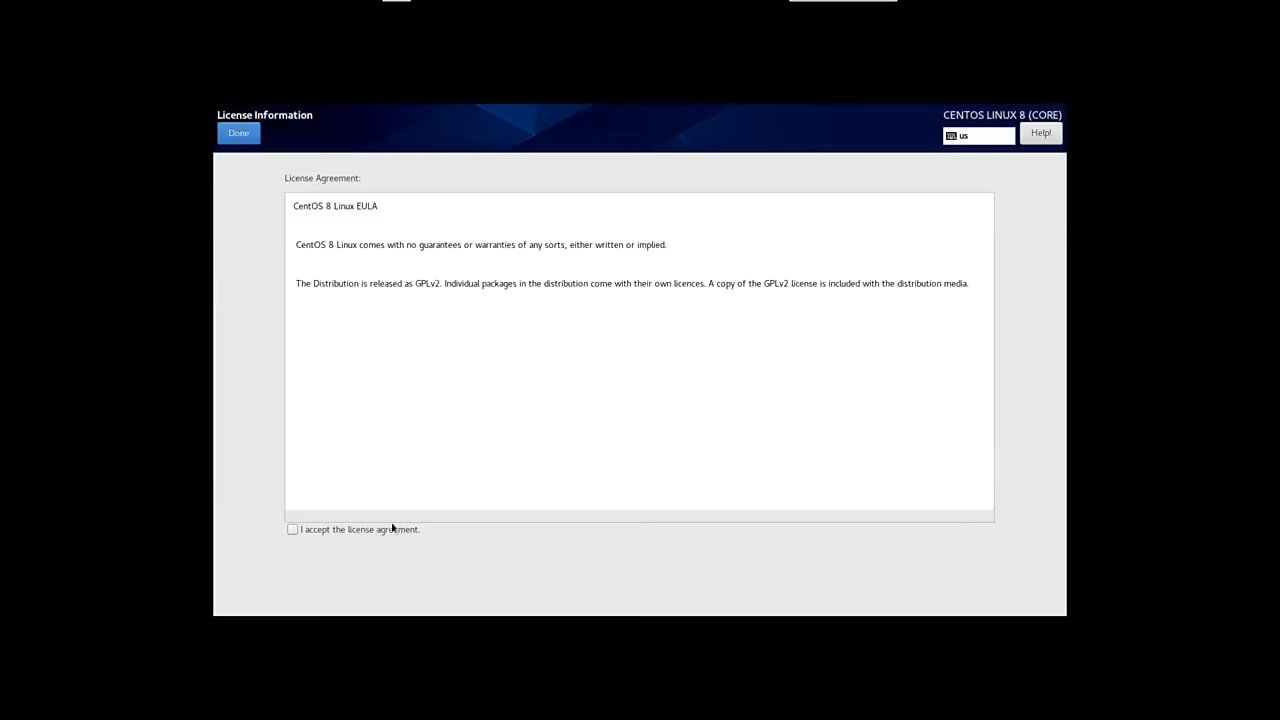 License Information
CENTOS LINUX 8 (CORE)
Done
us
Help!
License Agreement:
CentOS 8 Linux EULA
CentOS 8 Linux comes with no guarantees or warranties of any sorts, either written or implied.
The Distribution is released as GPLv2. Individual packages in the distribution come with their own licences. A copy of the GPLv2 license is included with the distribution media.
I accept the license agreement.